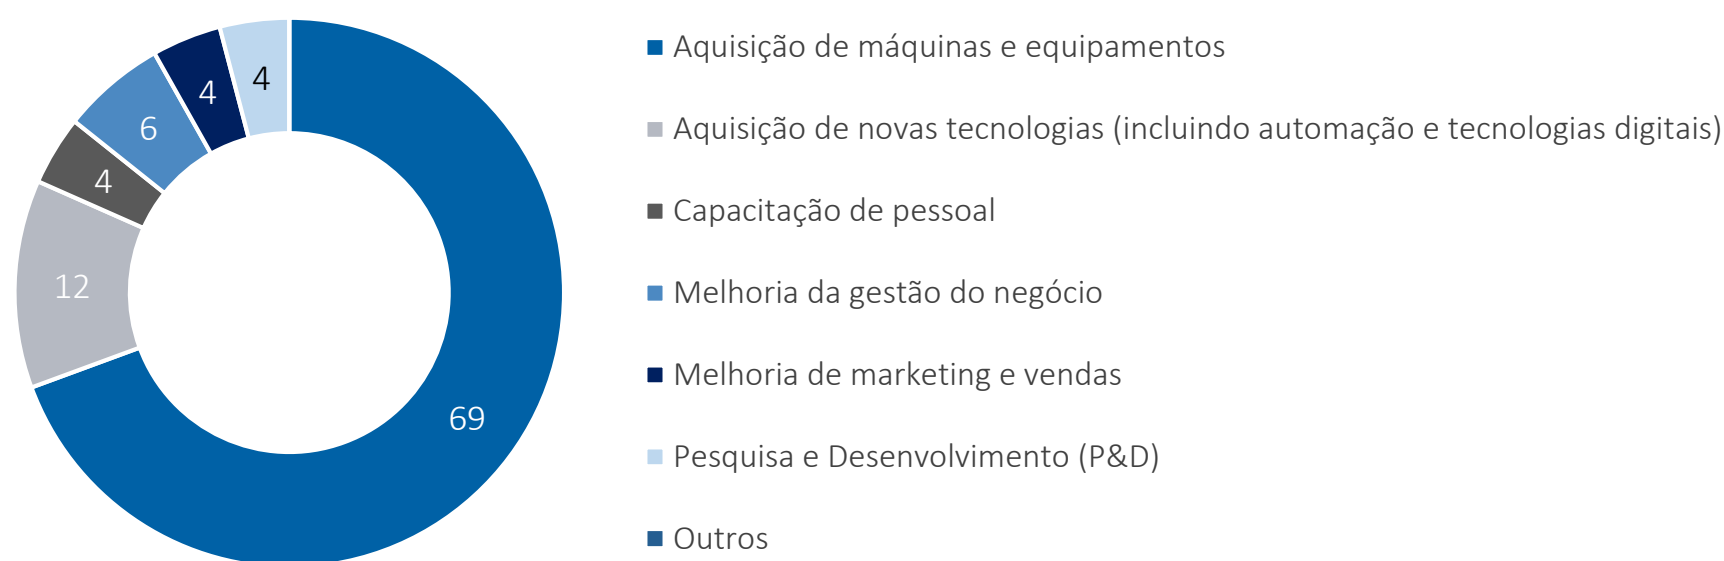 4
4
6
4
12
69
Aquisição de máquinas e equipamentos
Aquisição de novas tecnologias (incluindo automação e tecnologias digitais)
Capacitação de pessoal
Melhoria da gestão do negócio
Melhoria de marketing e vendas
Pesquisa e Desenvolvimento (P&D)
Outros